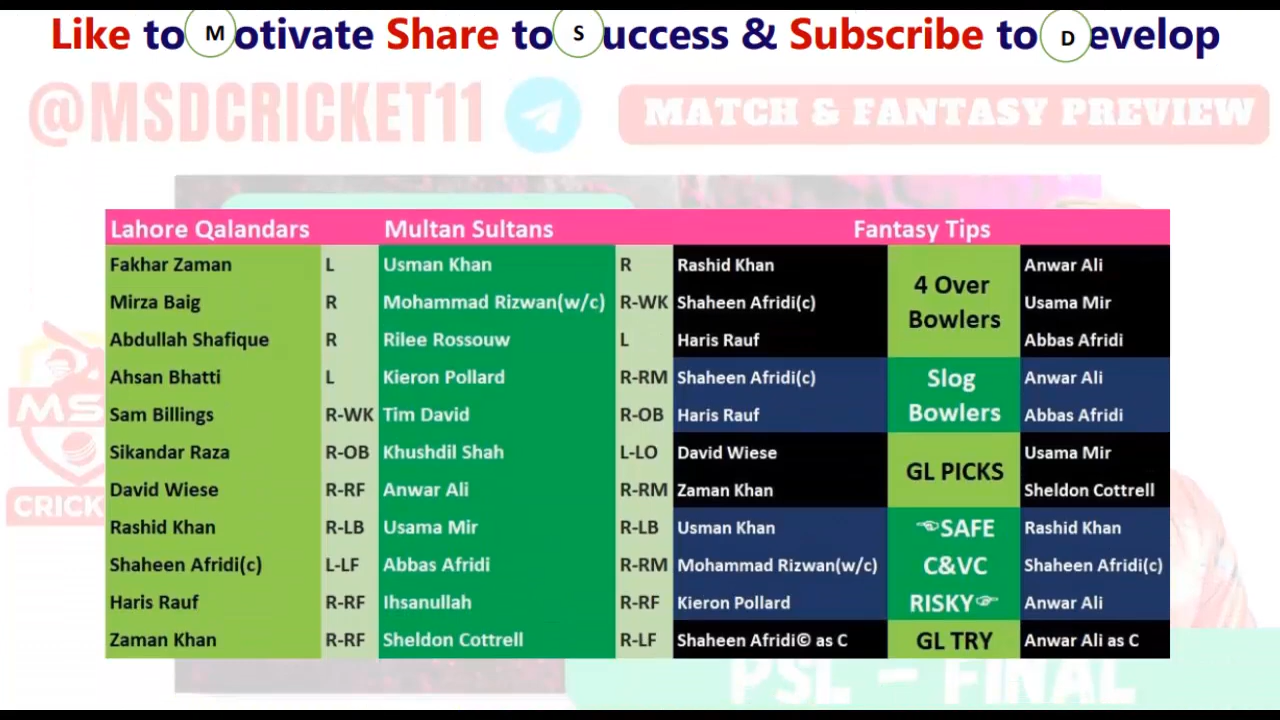 Like to Motivate Share to Success & Subscribe to Develop
@MSDCRICKET11 MATCH & FANTASY PREVIEW
Lahore Qalandars Multan Sultans Fantasy Tips
Fakhar Zaman L Usman Khan R Rashid Khan 4 Over Anwar Ali
Mirza Baig R Mohammad Rizwan(w/c) R-WK Shaheen Afridi(c) Bowlers Usama Mir
Abdullah Shafique R Rilee Rossouw L Haris Rauf Abbas Afridi
Ahsan Bhatti L Kieron Pollard R-RM Shaheen Afridi(c) Slog Anwar Ali
Sam Billings R-WK Tim David R-OB Haris Rauf Bowlers Abbas Afridi
Sikandar Raza R-OB Khushdil Shah L-LO David Wiese GL PICKS Usama Mir
David Wiese R-RF Anwar Ali R-RM Zaman Khan Sheldon Cottrell
Rashid Khan R-LB Usama Mir R-LB Usman Khan ☜SAFE Rashid Khan
Shaheen Afridi(c) L-LF Abbas Afridi R-RM Mohammad Rizwan(w/c) C&VC Shaheen Afridi(c)
Haris Rauf R-RF Ihsanullah R-RF Kieron Pollard RISKY☞ Anwar Ali
Zaman Khan R-RF Sheldon Cottrell R-LF Shaheen Afridi© as C GL TRY Anwar Ali as C
MS
CRICK
PSL - FINAL